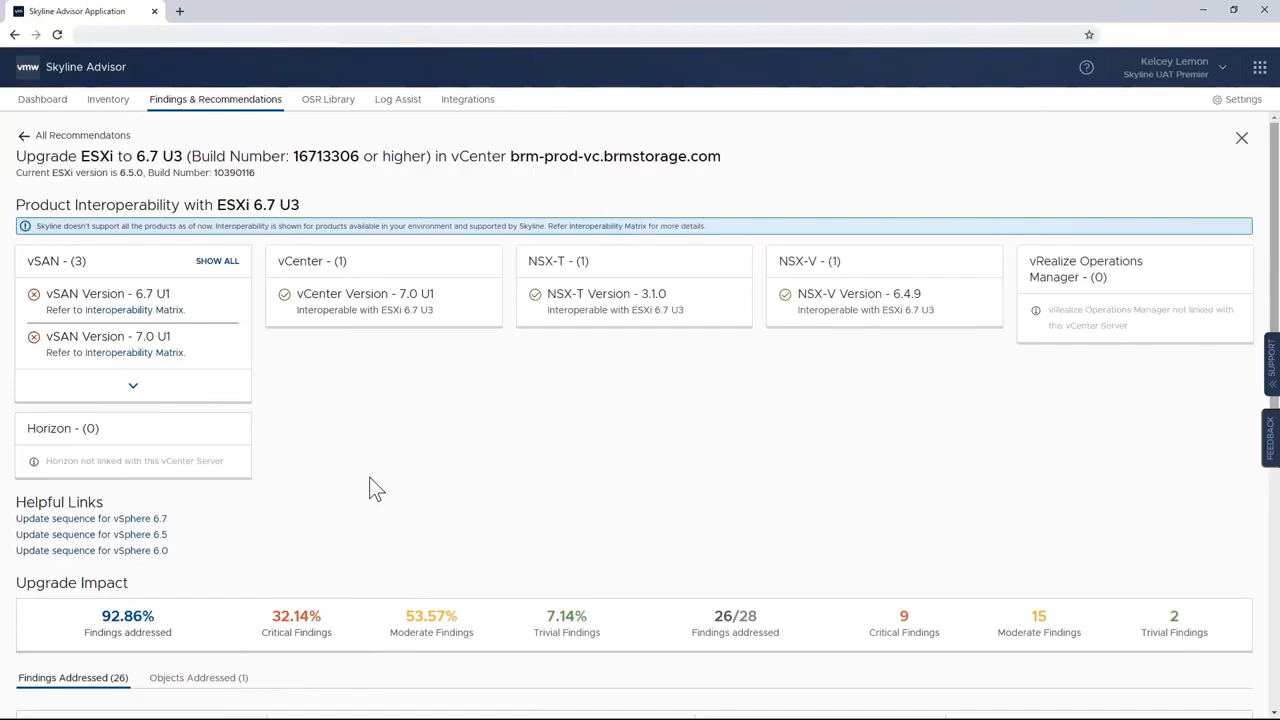 Skyline Advisor Application
vmw Skyline Advisor
Kelcey Lemon
Skyline UAT Premier
Dashboard Inventory Findings & Recommendations OSR Library Log Assist Integrations Settings
All Recommendatons
Upgrade ESXi to 6.7 U3 (Build Number: 16713306 or higher) in vCenter brm-prod-vc.brmstorage.com
Current ESXi version is 6.5.0, Build Number: 10390116
Product Interoperability with ESXi 6.7 U3
Skyline doesn't support all the products as of now. Interoperability is shown for products available in your environment and supported by Skyline. Refer Interoperability Matrix for more details.
vSAN - (3) SHOW ALL
vSAN Version - 6.7 U1
Refer to Interoperability Matrix.
vSAN Version - 7.0 U1
Refer to Interoperability Matrix.
vCenter - (1)
vCenter Version - 7.0 U1
Interoperable with ESXi 6.7 U3
NSX-T - (1)
NSX-T Version - 3.1.0
Interoperable with ESXi 6.7 U3
NSX-V - (1)
NSX-V Version - 6.4.9
Interoperable with ESXi 6.7 U3
vRealize Operations
Manager - (0)
vRealize Operations Manager not linked with
this vCenter Server
SUPPORT
FEEDBACK
Horizon - (0)
Horizon not linked with this vCenter Server
Helpful Links
Update sequence for vSphere 6.7
Update sequence for vSphere 6.5
Update sequence for vSphere 6.0
Upgrade Impact
92.86% 32.14% 53.57% 7.14% 26/28 9 15 2
Findings addressed Critical Findings Moderate Findings Trivial Findings Findings addressed Critical Findings Moderate Findings Trivial Findings
Findings Addressed (26) Objects Addressed (1)